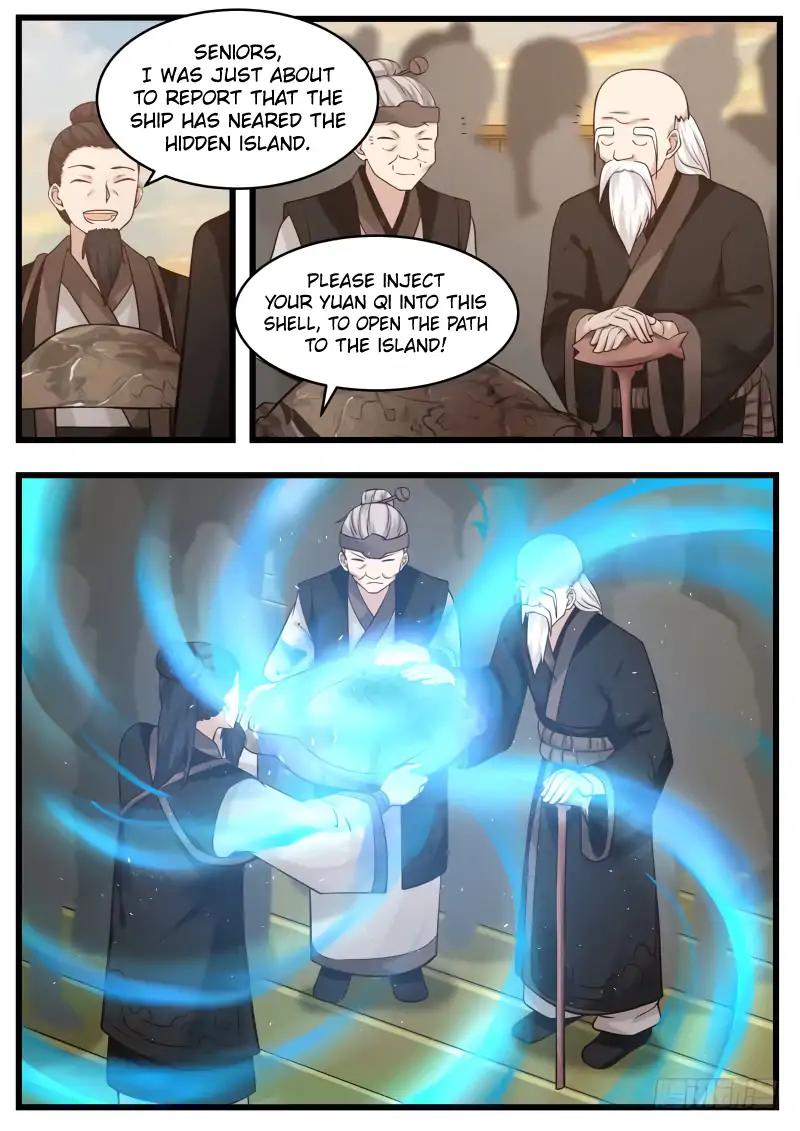 SENIORS,
I WAS JUST ABOUT
TO REPORT THAT THE
SHIP HAS NEARED THE
HIDDEN ISLAND.
PLEASE INJECT
YOUR YUAN QI INTO THIS
SHELL, TO OPEN THE PATH
TO THE ISLAND!